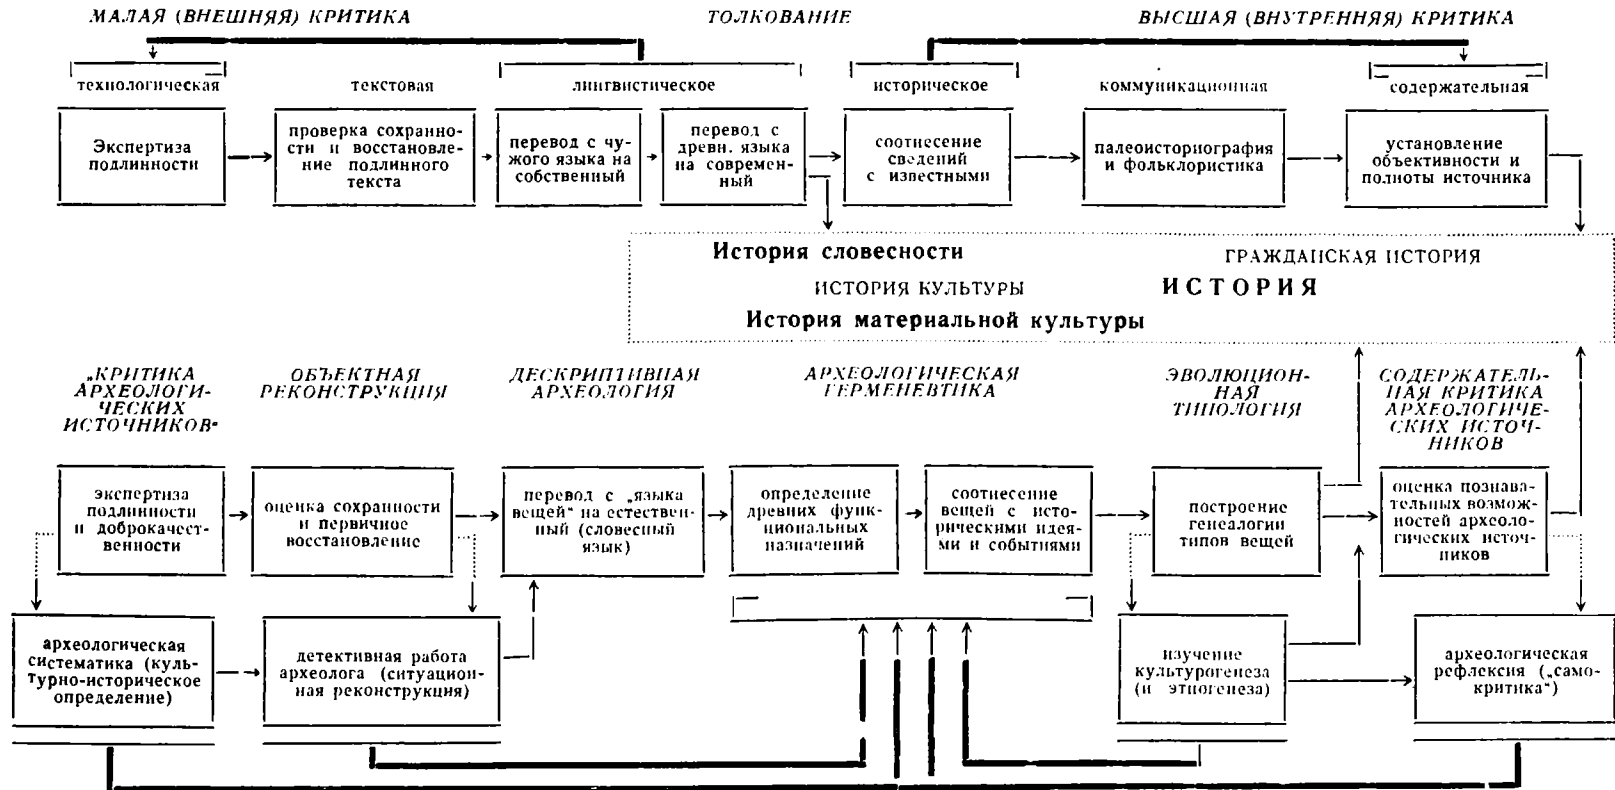 МАЛАЯ (ВНЕШНЯЯ) КРИТИКА
ТОЛКОВАНИЕ
ВЫСШАЯ (ВНУТРЕННЯЯ) КРИТИКА
технологическая
текстовая
лингвистическое
историческое
коммуникационная
содержательная
Экспертиза
подлинности
проверка сохранно-
сти и восстановле-
ние подлинного
текста
перевод с чу-
жого языка на
собственный
перевод с
древн. языка
на современ-
ный
соотнесение
сведений
с известными
палеоисториография
и фольклористика
установление
объективности и
полноты источника
История словесности
ГРАЖДАНСКАЯ ИСТОРИЯ
ИСТОРИЯ КУЛЬТУРЫ
ИСТОРИЯ
История материальной культуры
„КРИТИКА
АРХЕОЛОГИ-
ЧЕСКИХ
ИСТОЧНИКОВ“
ОБЪЕКТНАЯ
РЕКОНСТРУКЦИЯ
ДЕСКРИПТИВНАЯ
АРХЕОЛОГИЯ
АРХЕОЛОГИЧЕСКАЯ
ГЕРМЕНЕВТИКА
ЭВОЛЮЦИОН-
НАЯ
ТИПОЛОГИЯ
СОДЕРЖАТЕЛЬ-
НАЯ КРИТИКА
АРХЕОЛОГИЧЕ-
СКИХ ИСТОЧ-
НИКОВ
экспертиза
подлинности
и доброкачест-
венности
оценка сохранности
и первичное
восстановление
перевод с „языка
вещей“ на естествен-
ный (словесный
язык)
определение
древних функ-
циональных
назначений
соотнесение
вещей с исто-
рическими идея-
ми и событиями
построение
генеалогии
типов вещей
оценка познава-
тельных возмож-
ностей археоло-
гических источ-
ников
археологическая
систематика (куль-
турно-историческое
определение)
детективная работа
археолога (ситуацион-
ная реконструкция)
изучение
культурогенеза
(и этногенеза)
археологическая
рефлексия („само-
критика“)